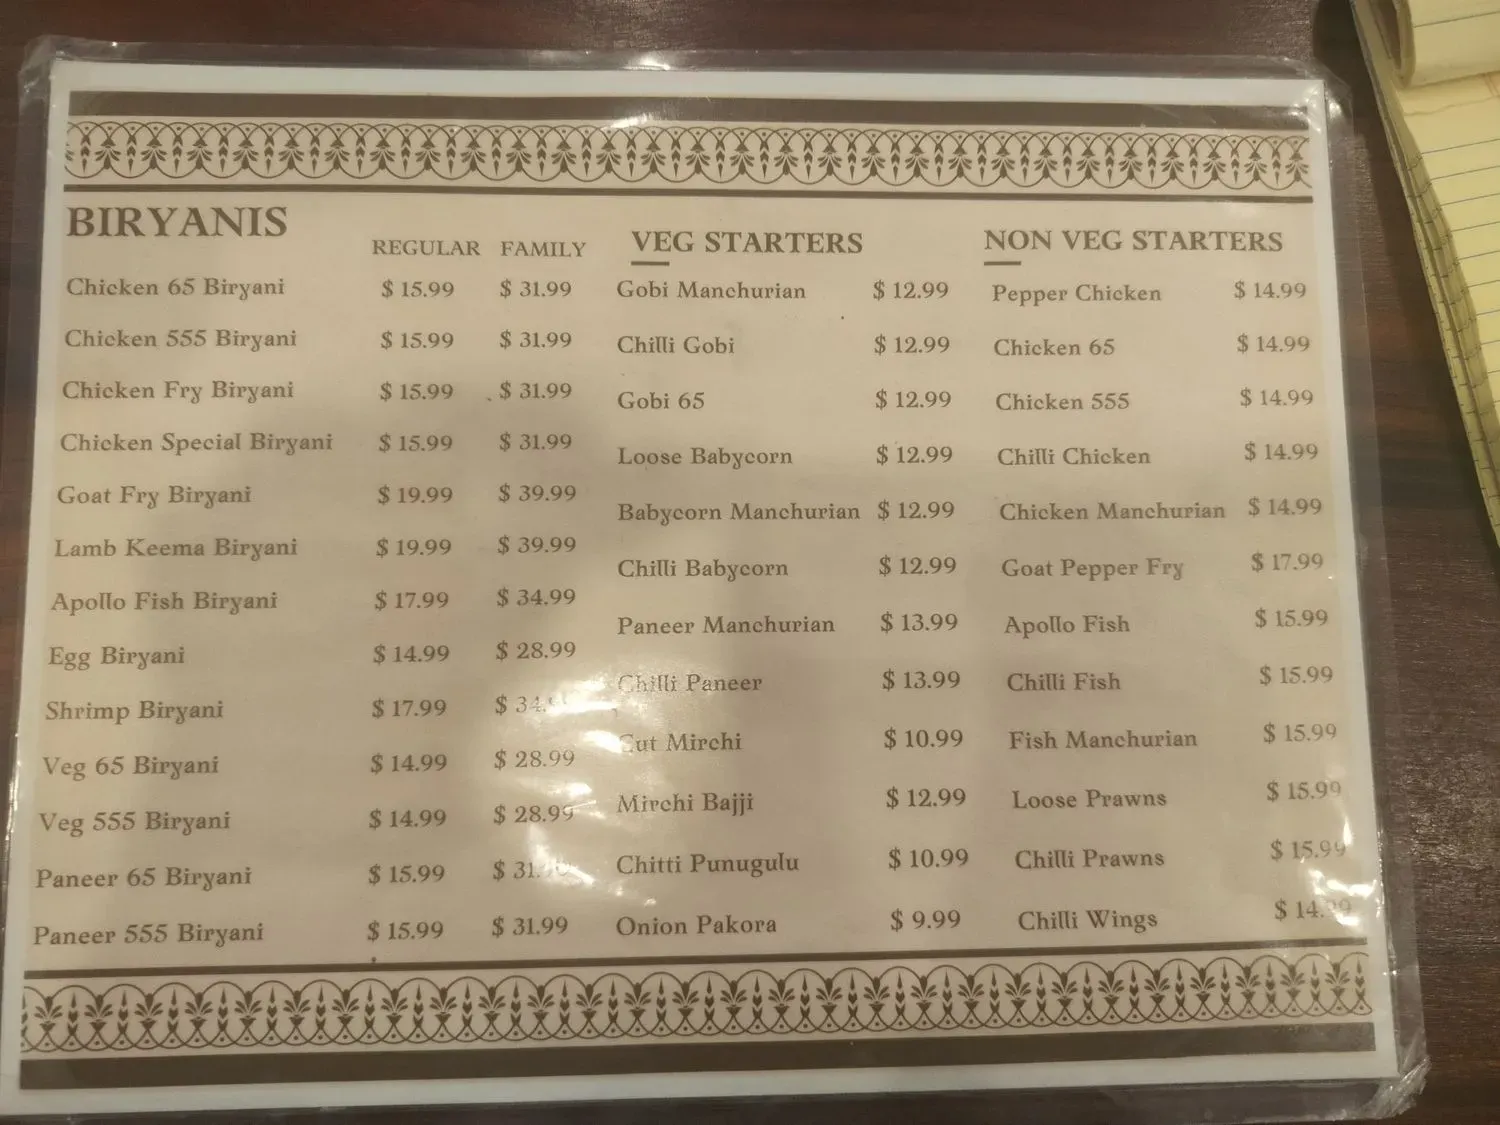 BIRYANIS REGULAR FAMILY
Chicken 65 Biryani $ 15.99 $ 31.99
Chicken 555 Biryani $ 15.99 $ 31.99
Chicken Fry Biryani $ 15.99 $ 31.99
Chicken Special Biryani $ 15.99 $ 31.99
Goat Fry Biryani $ 19.99 $ 39.99
Lamb Keema Biryani $ 19.99 $ 39.99
Apollo Fish Biryani $ 17.99 $ 34.99
Egg Biryani $ 14.99 $ 28.99
Shrimp Biryani $ 17.99
Veg 65 Biryani $ 14.99 $ 28.99
Veg 555 Biryani $ 14.99 $ 28.99
Paneer 65 Biryani $ 15.99
Paneer 555 Biryani $ 15.99 $ 31.99
VEG STARTERS
Gobi Manchurian $ 12.99
Chilli Gobi $ 12.99
Gobi 65 $ 12.99
Loose Babycorn $ 12.99
Babycorn Manchurian $ 12.99
Chilli Babycorn $ 12.99
Paneer Manchurian $ 13.99
Chilli Paneer $ 13.99
Cut Mirchi $ 10.99
Mirchi Bajji $ 12.99
Chitti Punugulu $ 10.99
Onion Pakora $ 9.99
NON VEG STARTERS
Pepper Chicken $ 14.99
Chicken 65 $ 14.99
Chicken 555 $ 14.99
Chilli Chicken $ 14.99
Chicken Manchurian $ 14.99
Goat Pepper Fry $ 17.99
Apollo Fish $ 15.99
Chilli Fish $ 15.99
Fish Manchurian $ 15.99
Loose Prawns $ 15.99
Chilli Prawns $ 15.99
Chilli Wings $ 14.99